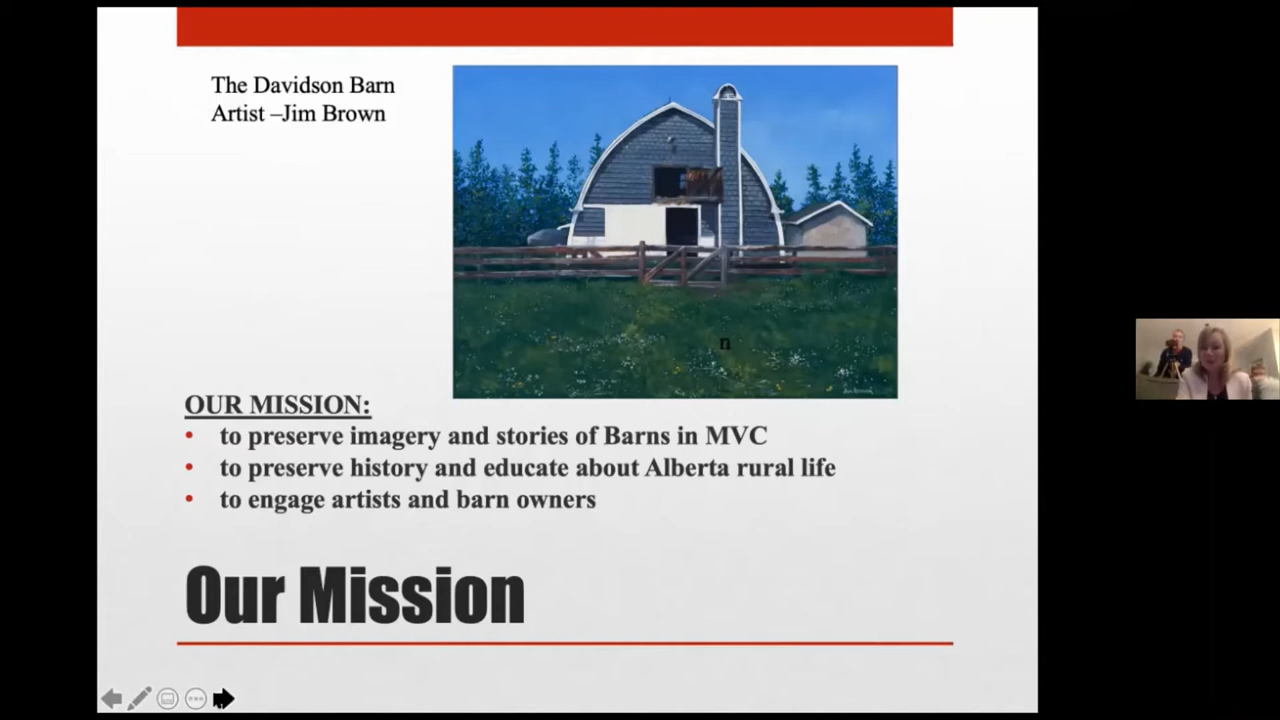 The Davidson Barn
Artist –Jim Brown
n
OUR MISSION:
• to preserve imagery and stories of Barns in MVC
• to preserve history and educate about Alberta rural life
• to engage artists and barn owners
Our Mission